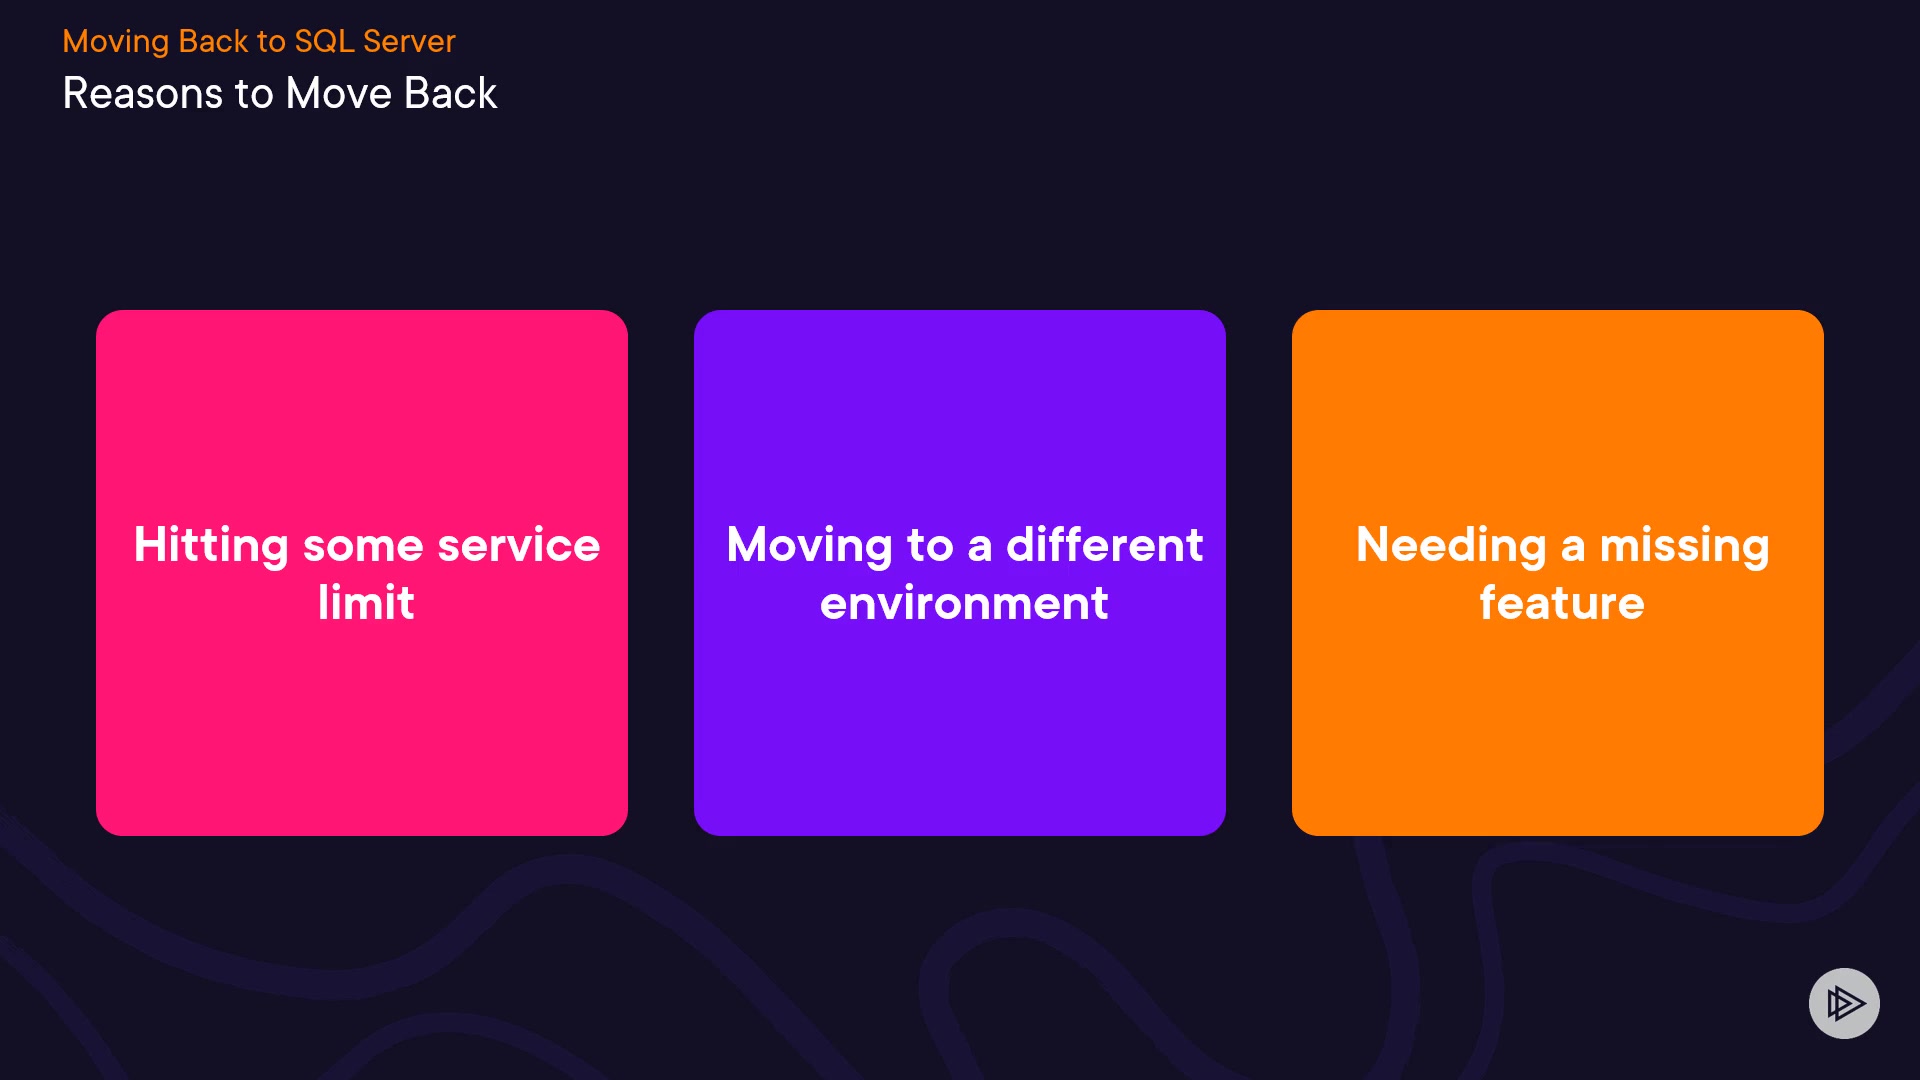 Moving Back to SQL Server
Reasons to Move Back
Hitting some service
limit
Moving to a different
environment
Needing a missing
feature